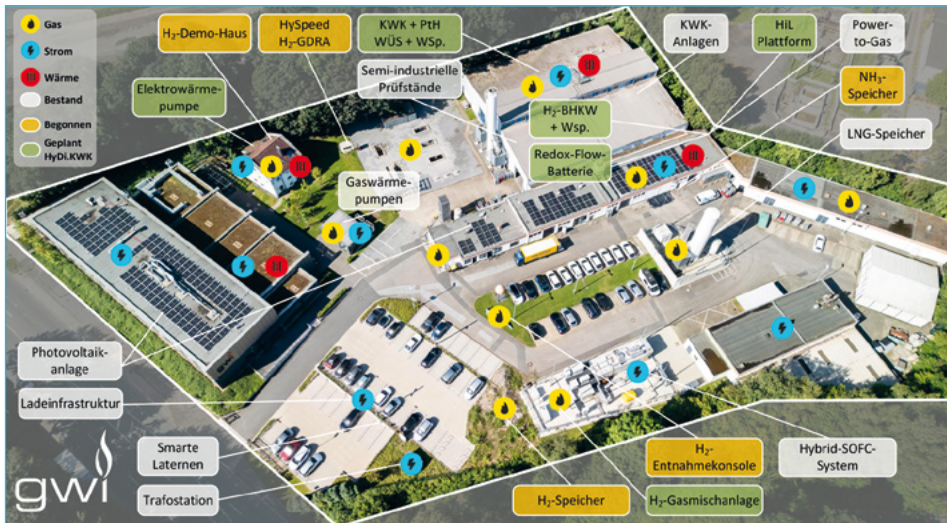 Gas
Strom
Wärme
Bestand
Begonnen
Geplant
HyDi.KWK
H₂-Demo-Haus
HySpeed
H₂-GDRA
KWK + PtH
WÜS + WSp.
KWK-
Anlagen
HiL
Plattform
Power-
to-Gas
Elektrowärme-
pumpe
Semi-industrielle
Prüfstände
NH₃-
Speicher
H₂-BHKW
+ Wsp.
LNG-Speicher
Redox-Flow-
Batterie
Gaswärme-
pumpen
Photovoltaik-
anlage
Ladeinfrastruktur
Smarte
Laternen
Trafostation
H₂-
Entnahmekonsole
Hybrid-SOFC-
System
H₂-Speicher
H₂-Gasmischanlage
gwi